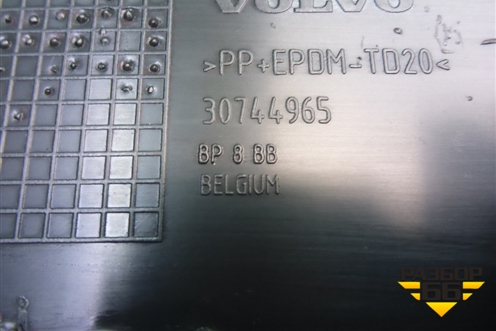 VOLVO
>PP+EPDM-TD20<
30744965
BP 8 BB
BELGIUM
РАЗБОР
66